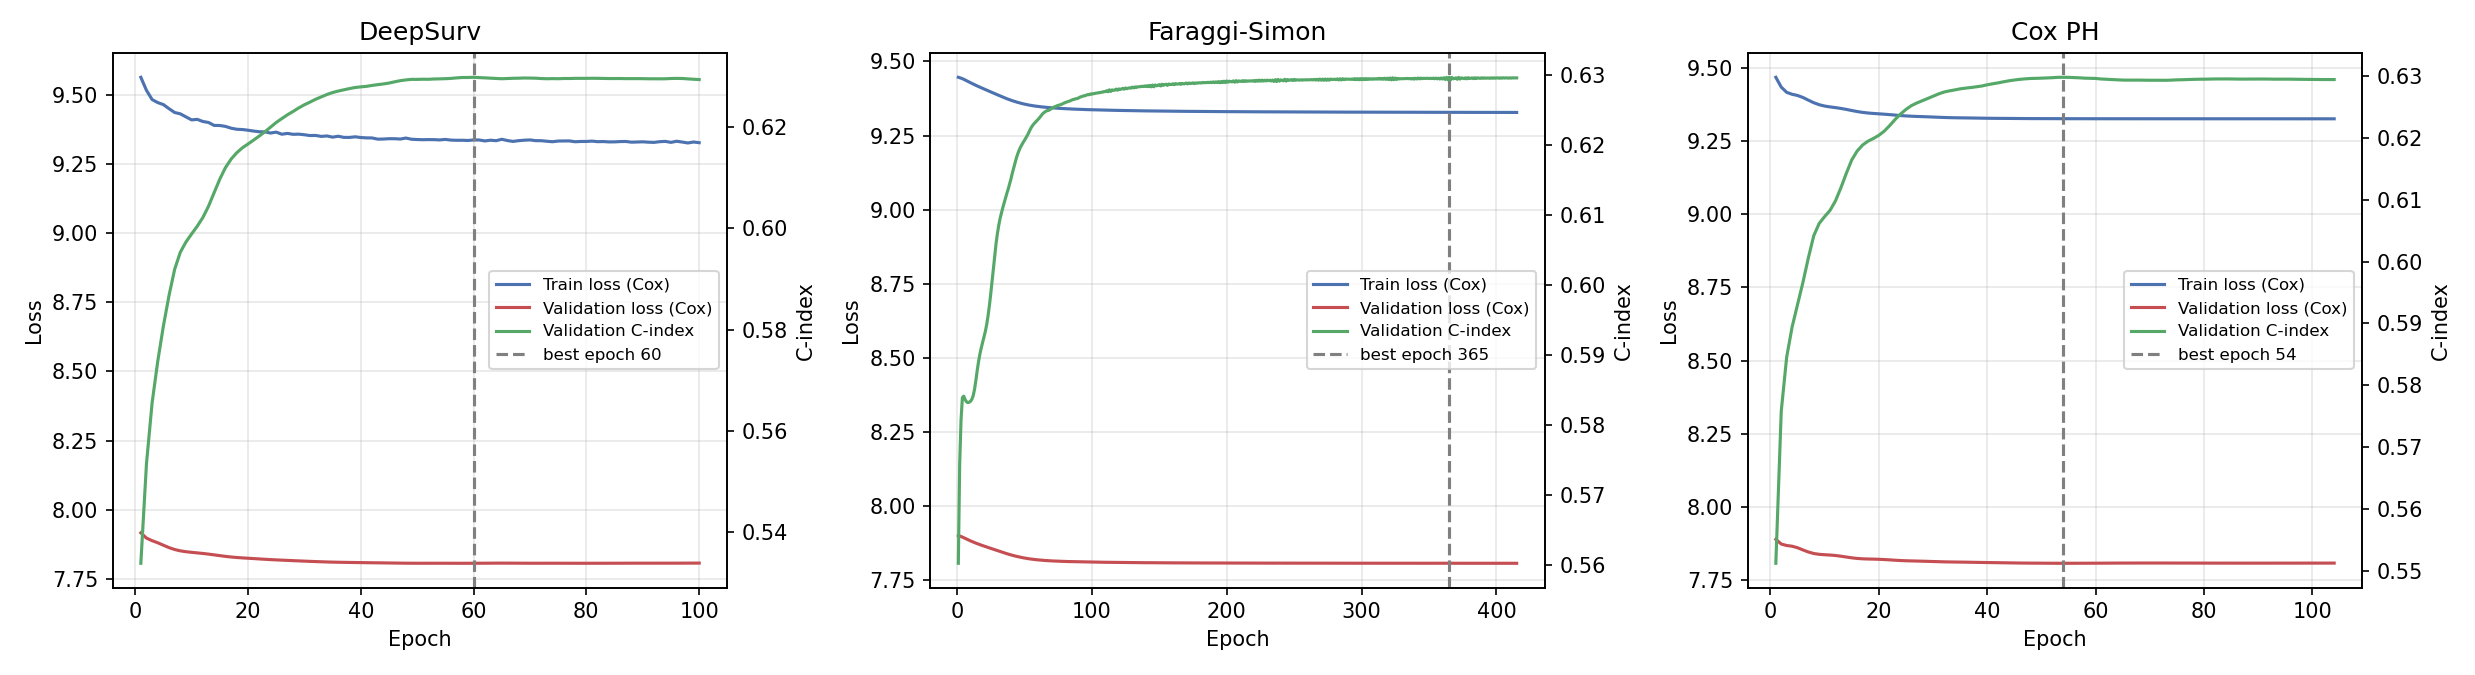 DeepSurv
Loss
9.50
9.25
9.00
8.75
8.50
8.25
8.00
7.75
0.62
0.60
0.58
0.56
0.54
C-index
Train loss (Cox)
Validation loss (Cox)
Validation C-index
best epoch 60
0 20 40 60 80 100
Epoch
Faraggi-Simon
Loss
9.50
9.25
9.00
8.75
8.50
8.25
8.00
7.75
0.63
0.62
0.61
0.60
0.59
0.58
0.57
0.56
C-index
Train loss (Cox)
Validation loss (Cox)
Validation C-index
best epoch 365
0 100 200 300 400
Epoch
Cox PH
Loss
9.50
9.25
9.00
8.75
8.50
8.25
8.00
7.75
0.63
0.62
0.61
0.60
0.59
0.58
0.57
0.56
0.55
C-index
Train loss (Cox)
Validation loss (Cox)
Validation C-index
best epoch 54
0 20 40 60 80 100
Epoch